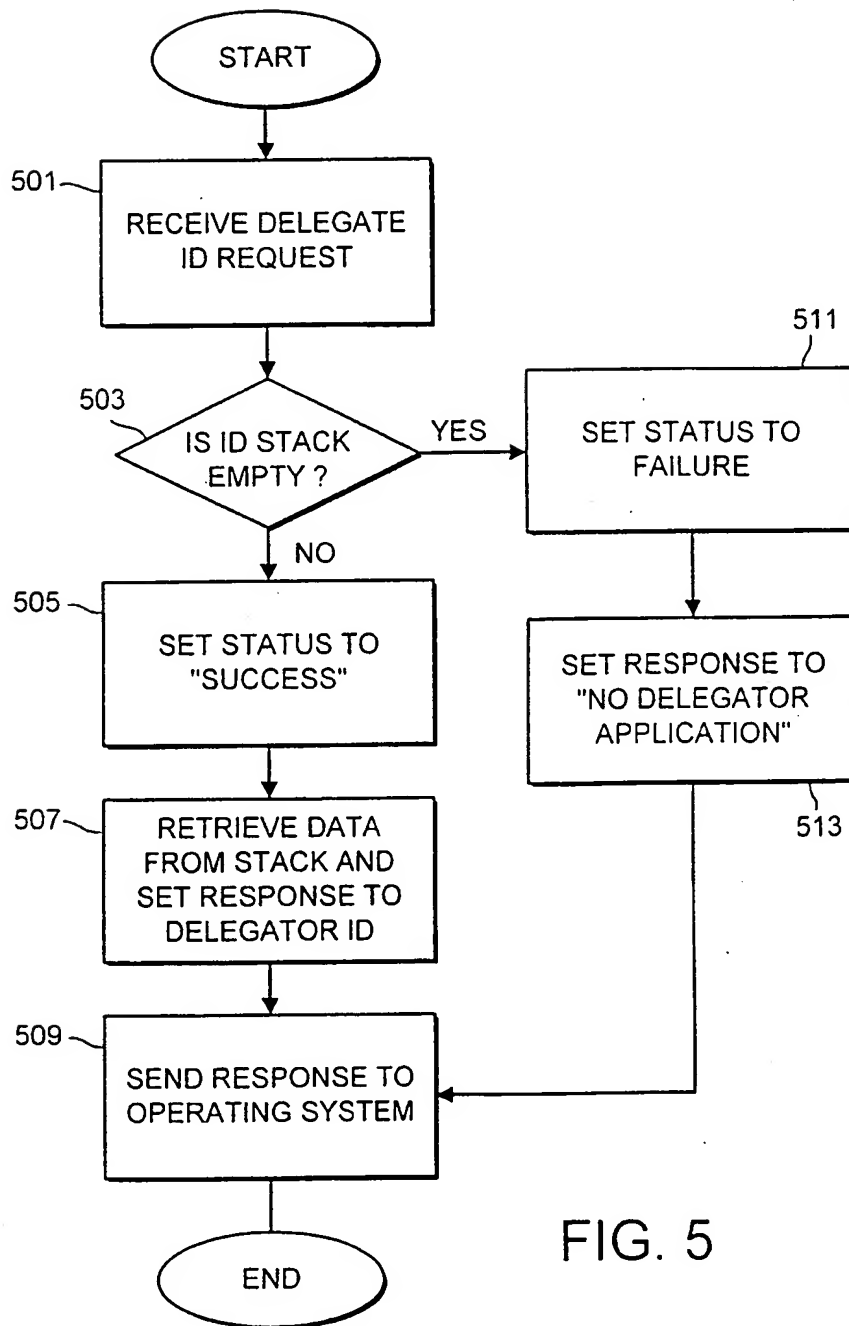 START
501
RECEIVE DELEGATE
ID REQUEST
503
IS ID STACK
EMPTY ?
YES
511
SET STATUS TO
FAILURE
NO
505
SET STATUS TO
"SUCCESS"
SET RESPONSE TO
"NO DELEGATOR
APPLICATION"
513
507
RETRIEVE DATA
FROM STACK AND
SET RESPONSE TO
DELEGATOR ID
509
SEND RESPONSE TO
OPERATING SYSTEM
END
FIG. 5